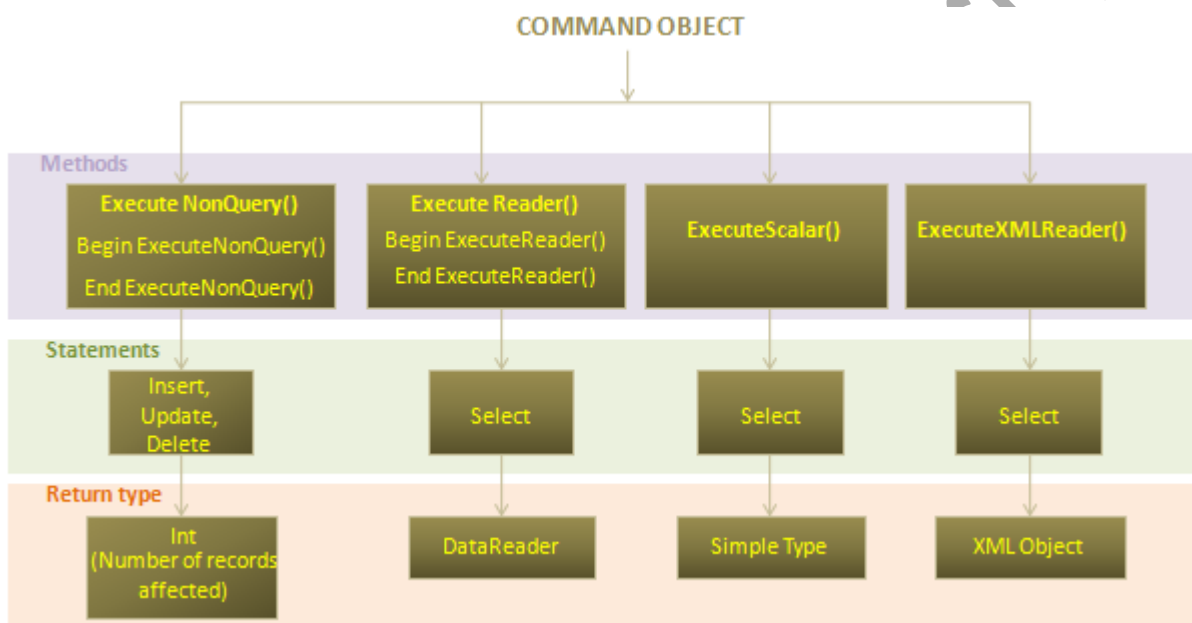 COMMAND OBJECT
Methods
Execute NonQuery()
Begin ExecuteNonQuery()
End ExecuteNonQuery()
Execute Reader()
Begin ExecuteReader()
End ExecuteReader()
ExecuteScalar()
ExecuteXMLReader()
Statements
Insert,
Update,
Delete
Select
Select
Select
Return type
Int
(Number of records
affected)
DataReader
Simple Type
XML Object